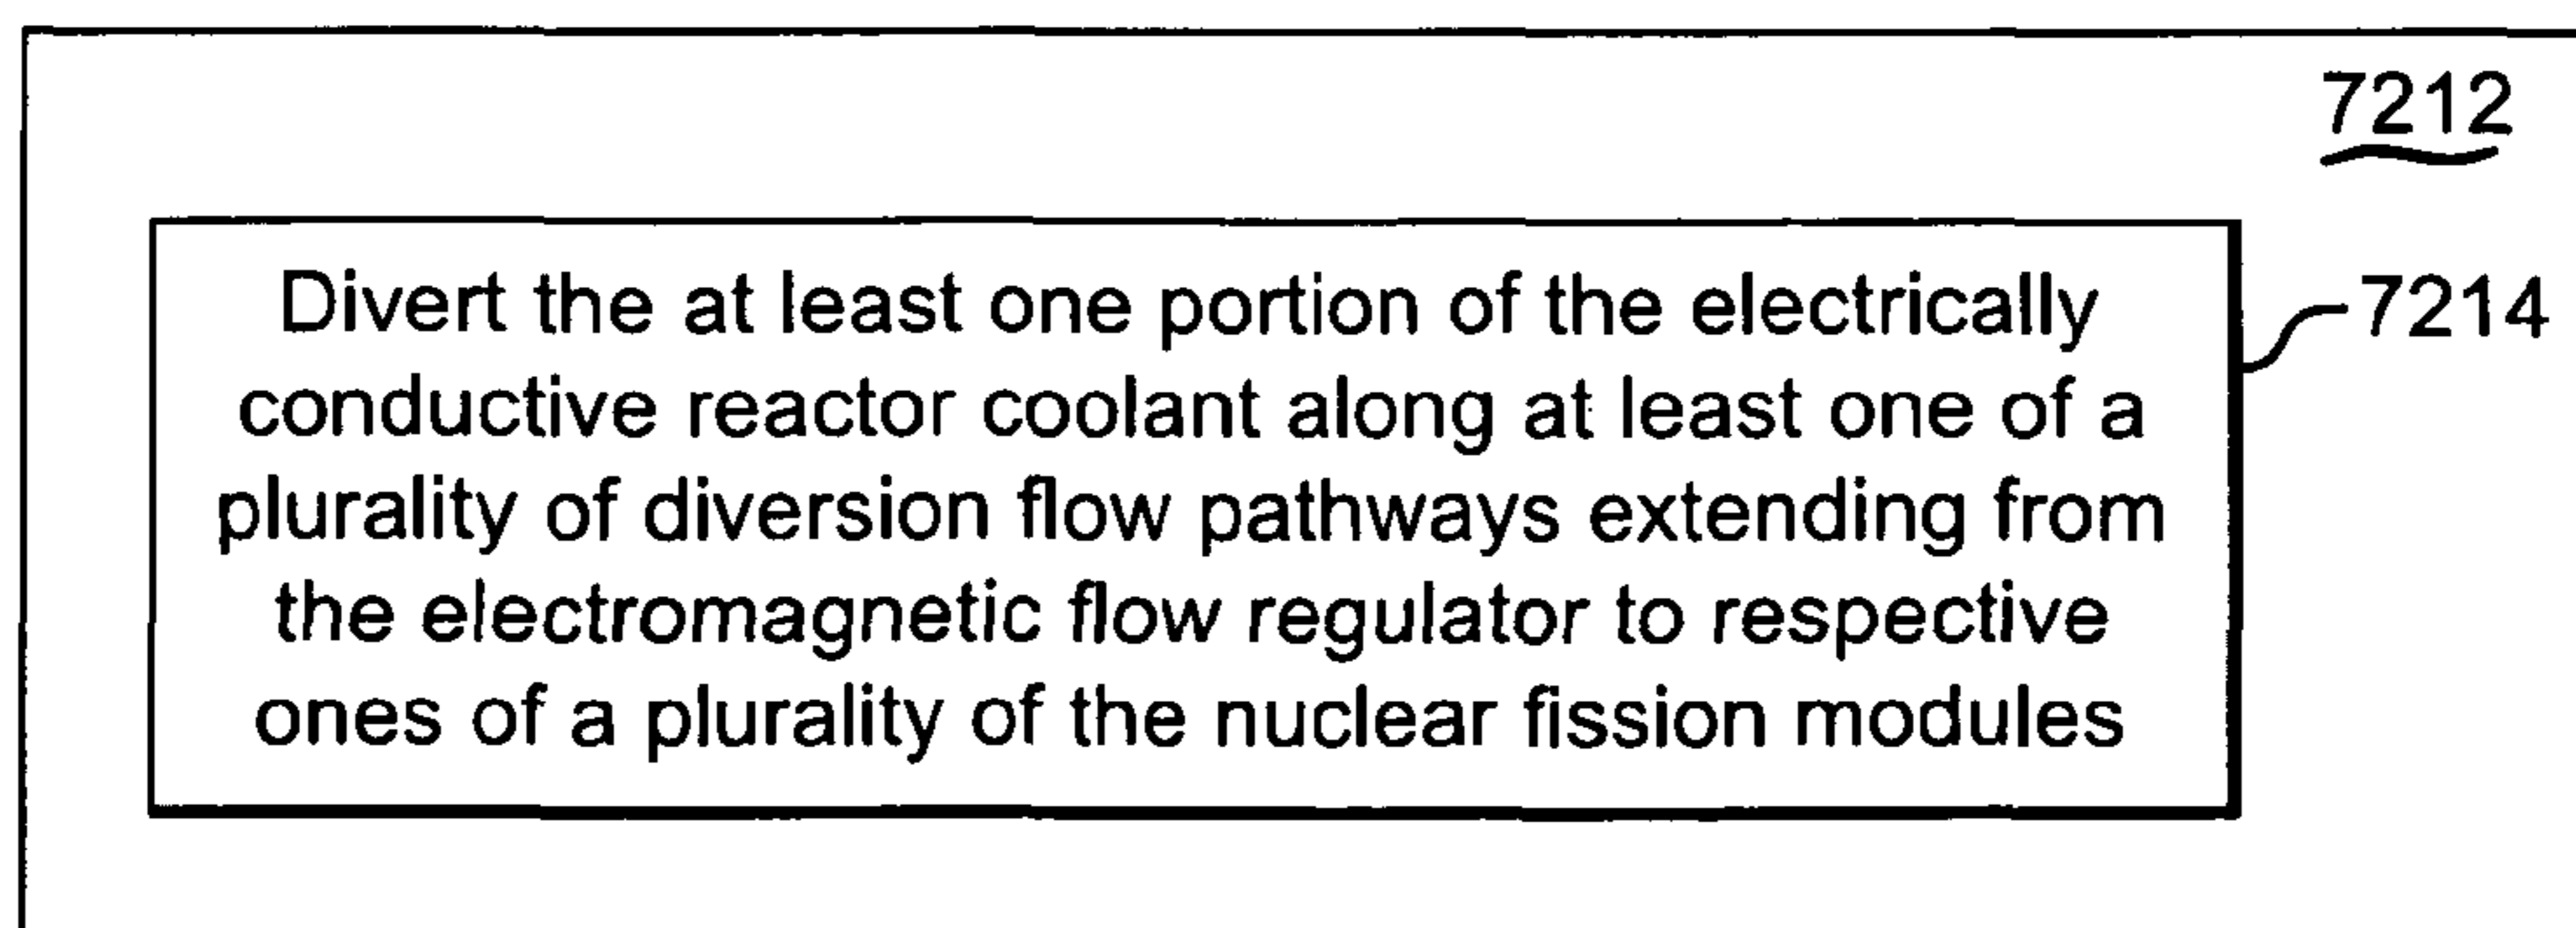 7212
Divert the at least one portion of the electrically
7214
conductive reactor coolant along at least one of a
plurality of diversion flow pathways extending from
the electromagnetic flow regulator to respective
ones of a plurality of the nuclear fission modules